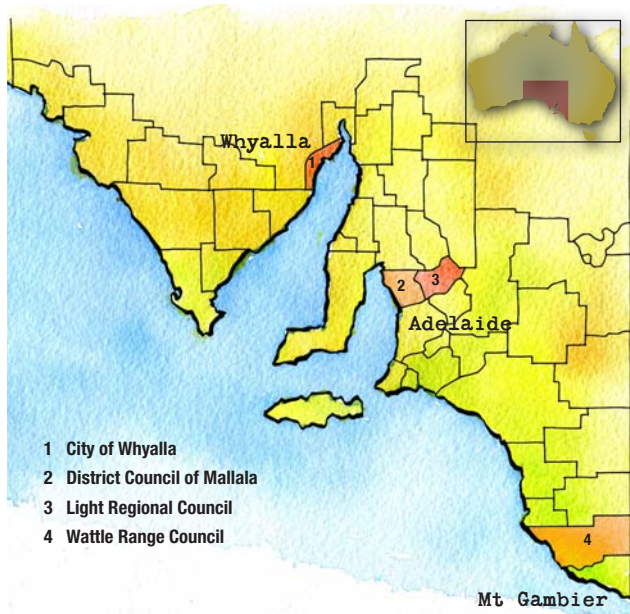 Whyalla
1
2
3
Adelaide
1 City of Whyalla
2 District Council of Mallala
3 Light Regional Council
4 Wattle Range Council
4
Mt Gambier